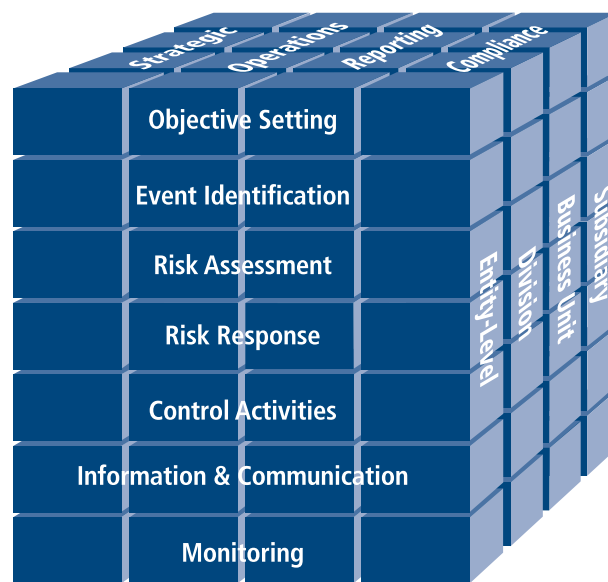 Strategic
Operations
Reporting
Compliance
Objective Setting
Event Identification
Risk Assessment
Risk Response
Control Activities
Information & Communication
Monitoring
Entity-Level
Division
Business Unit
Subsidiary